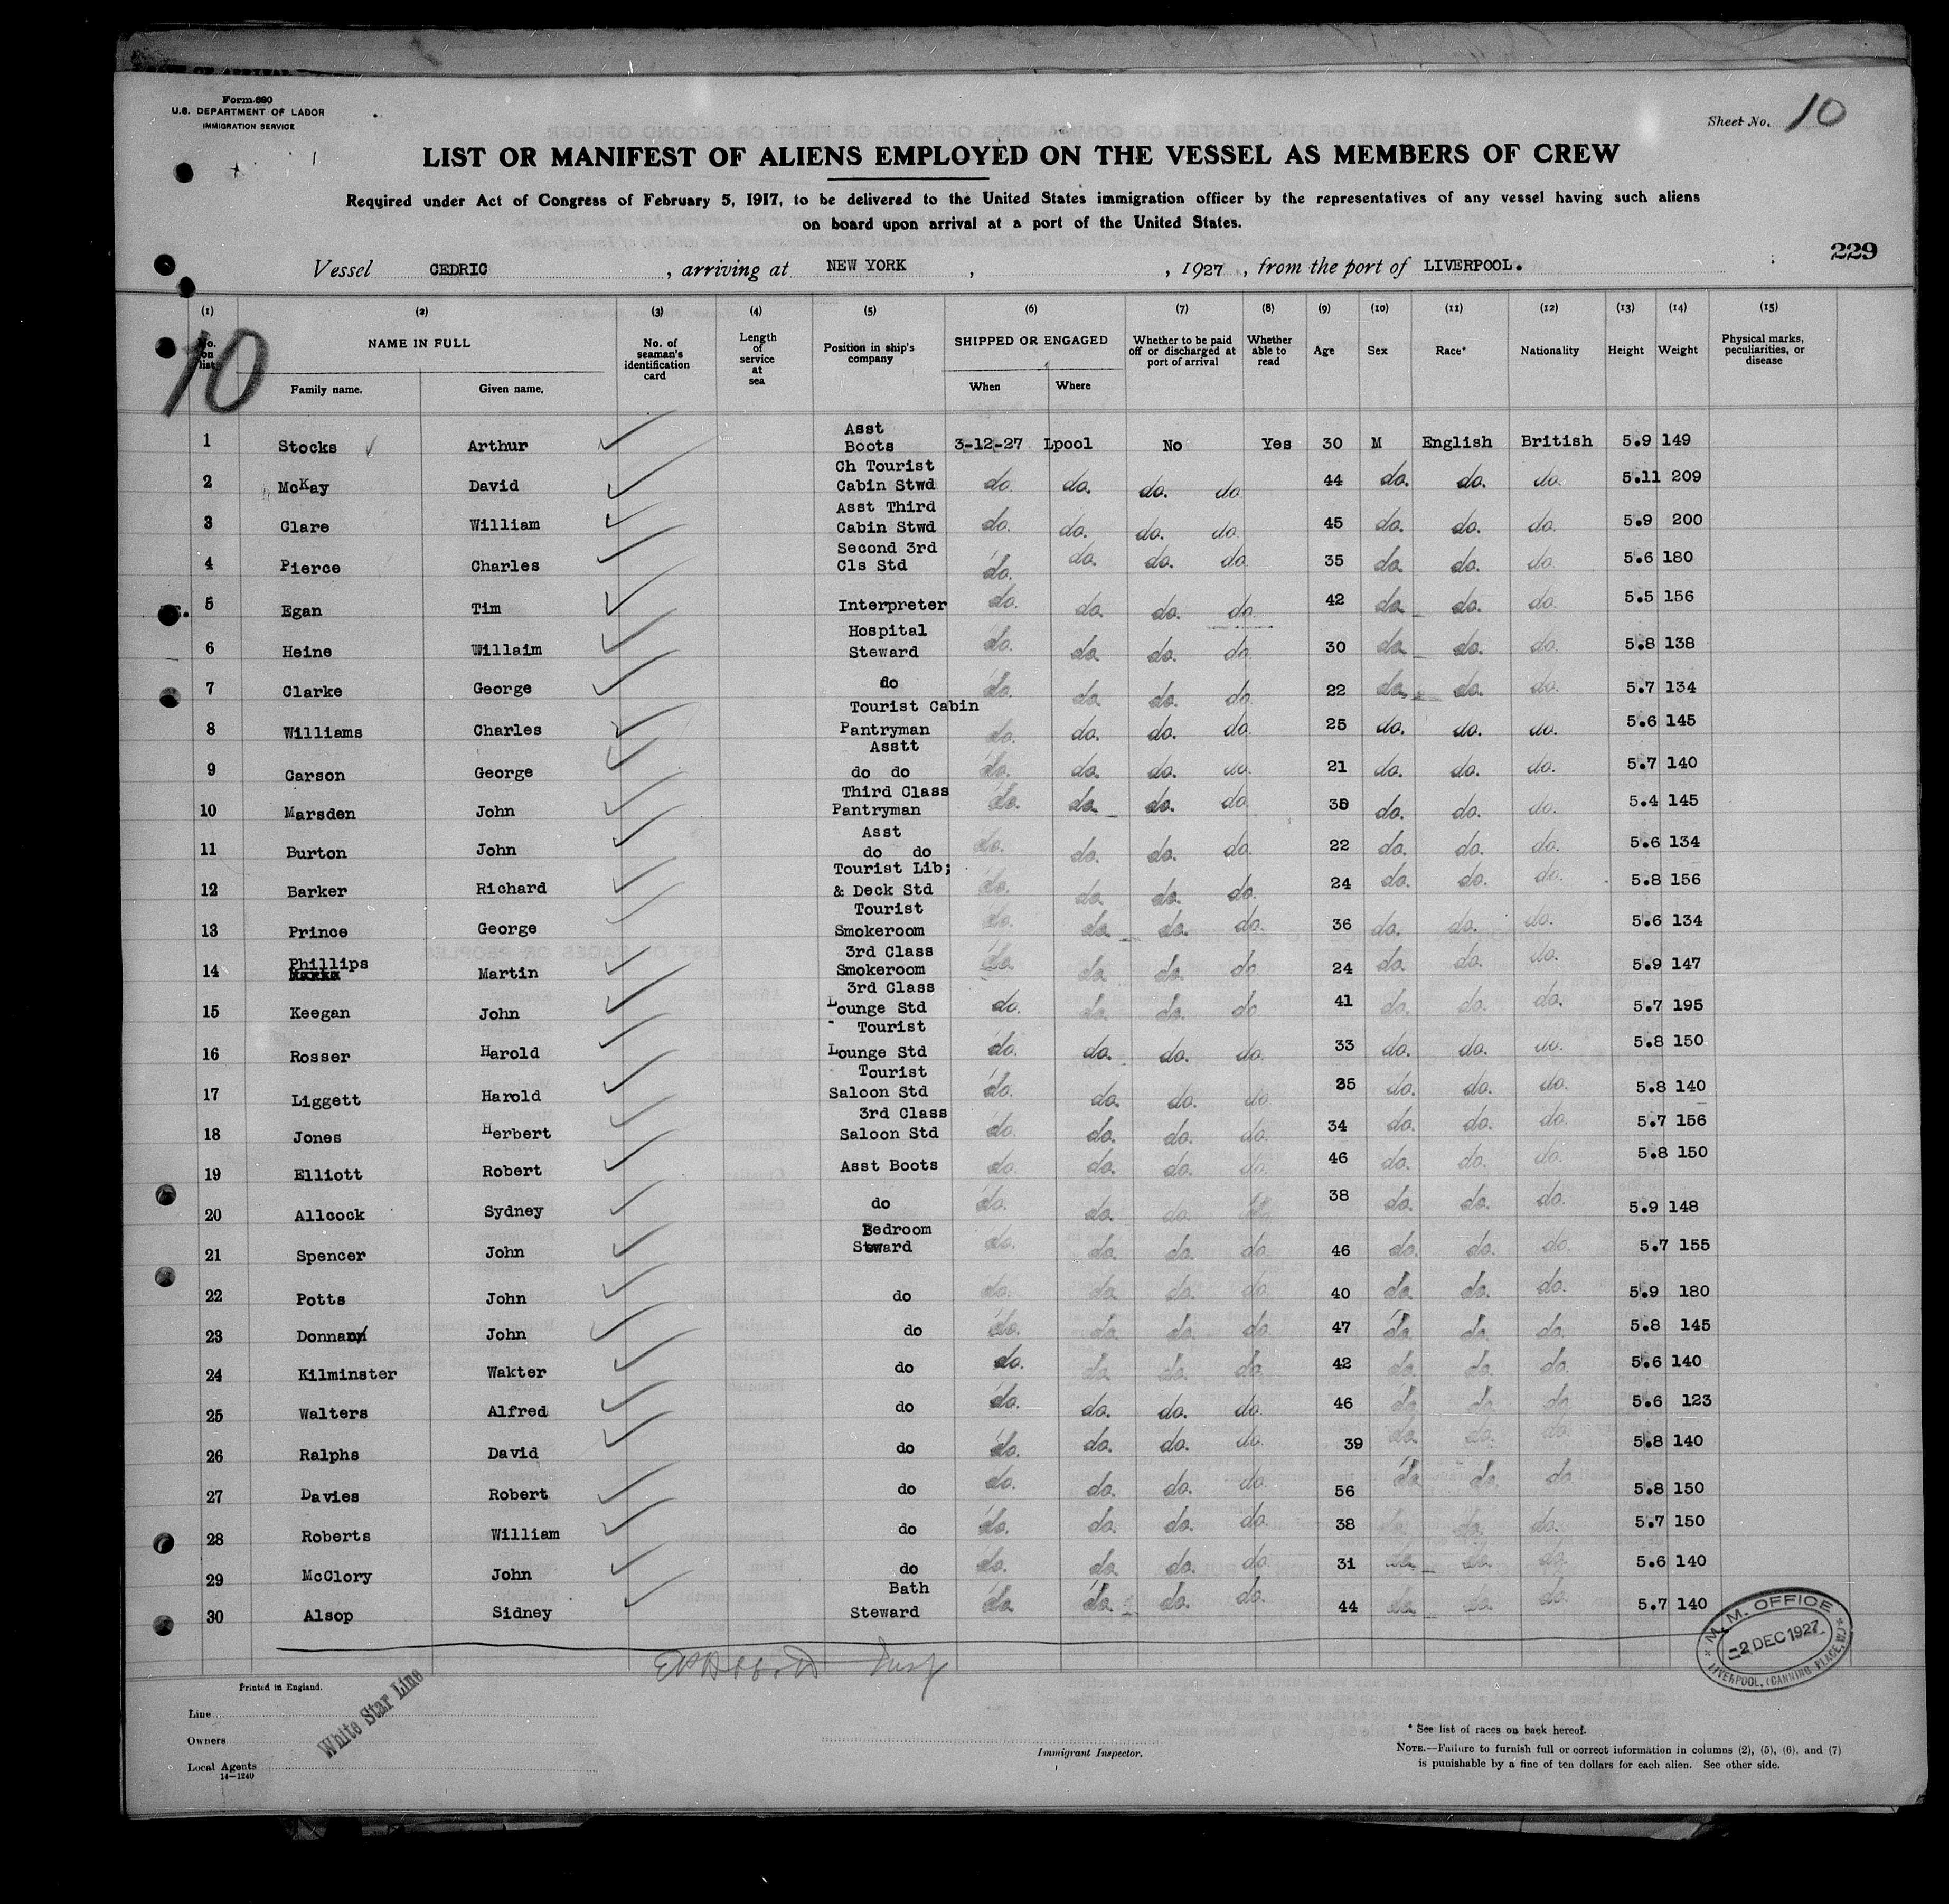 Form 680
U.S. DEPARTMENT OF LABOR
IMMIGRATION SERVICE
Sheet No. 10
LIST OR MANIFEST OF ALIENS EMPLOYED ON THE VESSEL AS MEMBERS OF CREW
Required under Act of Congress of February 5, 1917, to be delivered to the United States immigration officer by the representatives of any vessel having such aliens
on board upon arrival at a port of the United States.
229
Vessel CEDRIC, arriving at NEW YORK, , 1927, from the port of LIVERPOOL.
(1) (2) (3) (4) (5) (6) (7) (8) (9) (10) (11) (12) (13) (14) (15)
No. on list NAME IN FULL Family name. Given name. No. of seaman's identification card Length of service at sea Position in ship's company SHIPPED OR ENGAGED When Where Whether to be paid off or discharged at port of arrival Whether able to read Age Sex Race* Nationality Height Weight Physical marks, peculiarities, or disease
10
1 Stocks Arthur Asst Boots 3-12-27 Lpool No Yes 30 M English British 5.9 149
2 McKay David Ch Tourist Cabin Stwd do. do. do. do 44 do. do. do. 5.11 209
3 Clare William Asst Third Cabin Stwd do. do. do. do. 45 do. do. do. 5.9 200
4 Pierce Charles Second 3rd Cls Std do. do. do. do 35 do. do. do. 5.6 180
5 Egan Tim Interpreter do. do. do. do. 42 do. do. do. 5.5 156
6 Heine Willaim Hospital Steward do. do. do. do. 30 do. do. do. 5.8 138
7 Clarke George do do. do. do. do. 22 do. do. do. 5.7 134
8 Williams Charles Tourist Cabin Pantryman do. do. do. do. 25 do. do. do. 5.6 145
9 Carson George Asstt do do do. do. do. do. 21 do. do. do. 5.7 140
10 Marsden John Third Class Pantryman do. do. do. do. do. do. do. 5.4 145
11 Burton John Asst do do do. do. do. do. 22 do. do. do. 5.6 134
12 Barker Richard Tourist Lib; & Deck Std do. do. do. do. 24 do. do. do. 5.8 156
13 Prince George Tourist Smokeroom do. do. do. do. 36 do. do. do. 5.6 134
14 Phillips Martin 3rd Class Smokeroom do. do. do. do 24 do. do. do. 5.9 147
15 Keegan John 3rd Class Lounge Std do. do. do. do. 41 do. do. do. 5.7 195
16 Rosser Harold Tourist Lounge Std do. do. do. do. 33 do. do. do. 5.8 150
17 Liggett Harold Tourist Saloon Std do. do. do. do. 35 do. do. do. 5.8 140
18 Jones Herbert 3rd Class Saloon Std do. do. do. do. 34 do. do. do. 5.7 156
19 Elliott Robert Asst Boots do. do. do. do. 46 do. do. do. 5.8 150
20 Allcock Sydney do do. do. do. do. 38 do. do. do. 5.9 148
21 Spencer John Bedroom Steward do. do. do. do. 46 do. do. do. 5.7 155
22 Potts John do do. do. do. do. 40 do. do. do. 5.9 180
23 Donnan John do do. do. do. do. 47 do. do. do. 5.8 145
24 Kilminster Wakter do do. do. do. do. 42 do. do. do. 5.6 140
25 Walters Alfred do do. do. do. do. 46 do. do. do. 5.6 123
26 Ralphs David do do. do. do. do. 39 do. do. do. 5.8 140
27 Davies Robert do do. do. do. do. 56 do. do. do. 5.8 150
28 Roberts William do do. do. do. do. 38 do. do. do. 5.7 150
29 McClory John do do. do. do. do. 31 do. do. do. 5.6 140
30 Alsop Sidney Bath Steward do. do. do. do. 44 do. do. do. 5.7 140
M.M. OFFICE
2 DEC 1927
LIVERPOOL, (CANNING PLACE, W.)
Printed in England.
Line
Owners
Local Agents
14-1240
White Star Line
Immigrant Inspector.
* See list of races on back hereof.
NOTE.—Failure to furnish full or correct information in columns (2), (5), (6), and (7)
is punishable by a fine of ten dollars for each alien. See other side.